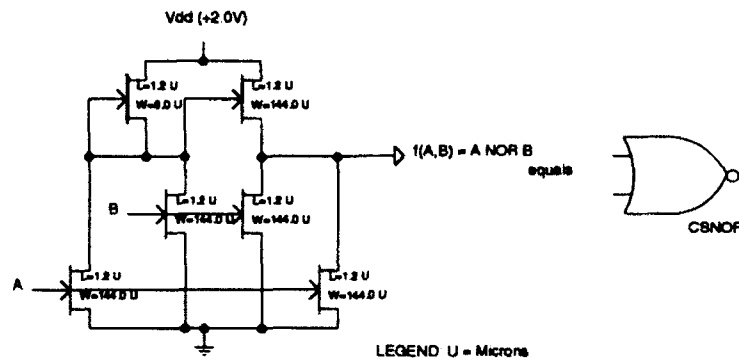 Vdd (+2.0V)
L=1.2 U
W=6.0 U
L=1.2 U
W=144.0 U
f(A,B) = A NOR B
equals
CSNOR
B
L=1.2 U
W=144.0 U
L=1.2 U
W=144.0 U
A
L=1.2 U
W=144.0 U
L=1.2 U
W=144.0 U
LEGEND U = Microns